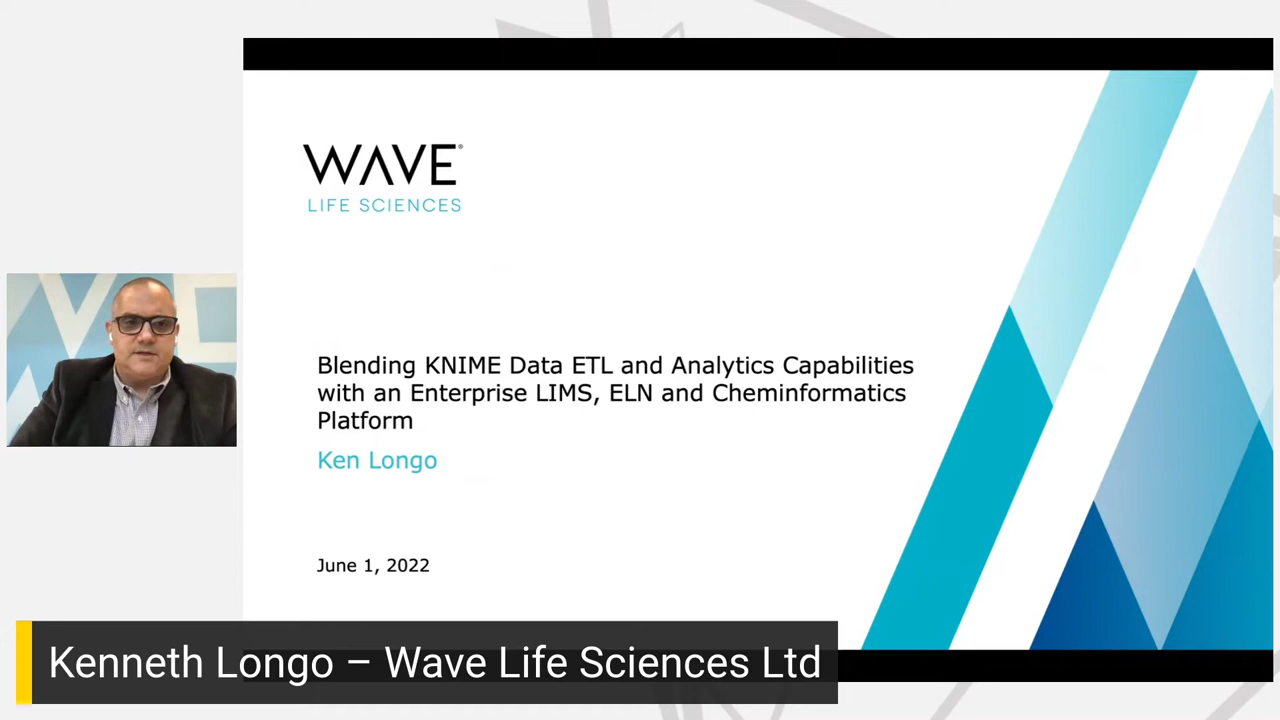 WAVE®
LIFE SCIENCES
Blending KNIME Data ETL and Analytics Capabilities
with an Enterprise LIMS, ELN and Cheminformatics
Platform
Ken Longo
June 1, 2022
Kenneth Longo – Wave Life Sciences Ltd